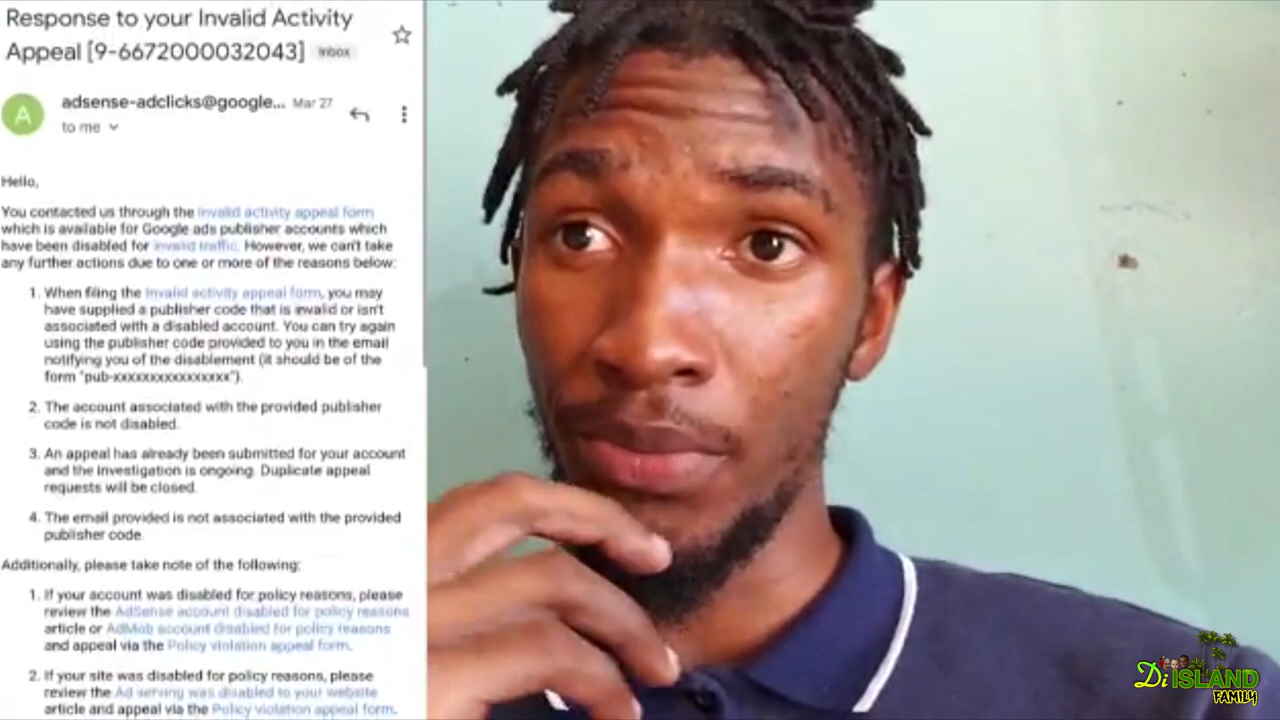 Response to your Invalid Activity
Appeal [9-6672000032043] Inbox
A
adsense-adclicks@google... Mar 27
to me
Hello,
You contacted us through the invalid activity appeal form
which is available for Google ads publisher accounts which
have been disabled for invalid traffic. However, we can't take
any further actions due to one or more of the reasons below:
1. When filing the invalid activity appeal form, you may
have supplied a publisher code that is invalid or isn't
associated with a disabled account. You can try again
using the publisher code provided to you in the email
notifying you of the disablement (it should be of the
form "pub-xxxxxxxxxxxxxxxx").
2. The account associated with the provided publisher
code is not disabled.
3. An appeal has already been submitted for your account
and the investigation is ongoing. Duplicate appeal
requests will be closed.
4. The email provided is not associated with the provided
publisher code.
Additionally, please take note of the following:
1. If your account was disabled for policy reasons, please
review the AdSense account disabled for policy reasons
article or AdMob account disabled for policy reasons
and appeal via the Policy violation appeal form.
2. If your site was disabled for policy reasons, please
review the Ad serving was disabled to your website
article and appeal via the Policy violation appeal form.
Di ISLAND
FAMILY